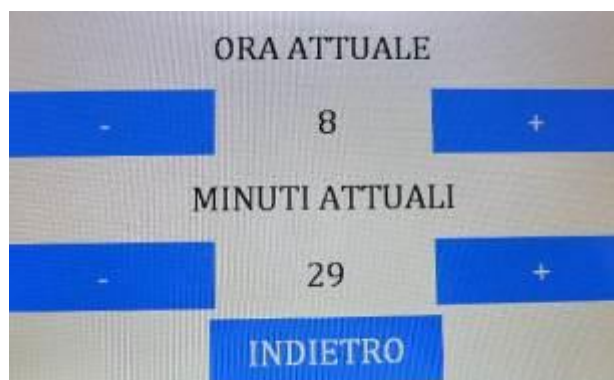 ORA ATTUALE
- 8 +
MINUTI ATTUALI
- 29 +
INDIETRO